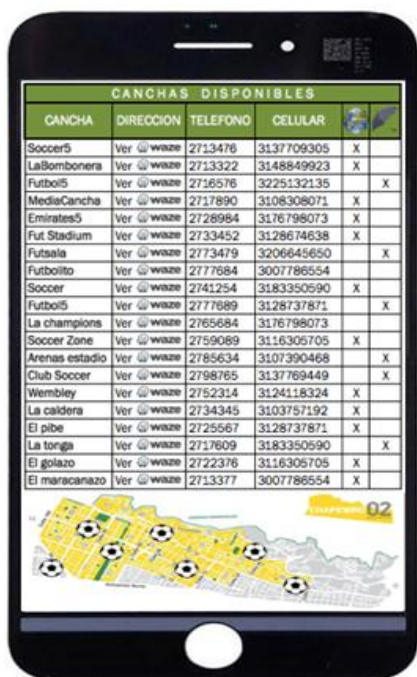 CANCHAS DISPONIBLES
CANCHA DIRECCION TELEFONO CELULAR
Soccer5 Ver waze 2713476 3137709305 X
LaBombonera Ver waze 2713322 3148849923 X
Futbol5 Ver waze 2716576 3225132135 X
MediaCancha Ver waze 2717890 3108308071 X
Emirates5 Ver waze 2728984 3176798073 X
Fut Stadium Ver waze 2733452 3128674638 X
Futsala Ver waze 2773479 3206645650 X
Futbolito Ver waze 2777684 3007786554
Soccer Ver waze 2741254 3183350590 X
Futbol5 Ver waze 2777689 3128737871 X
La champions Ver waze 2765684 3176798073
Soccer Zone Ver waze 2759089 3116305705 X
Arenas estadio Ver waze 2785634 3107390468 X
Club Soccer Ver waze 2798765 3137769449 X
Wembley Ver waze 2752314 3124118324 X
La caldera Ver waze 2734345 3103757192 X
El pibe Ver waze 2725567 3128737871 X
La tonga Ver waze 2717609 3183350590 X
El golazo Ver waze 2722376 3116305705 X
El maracanazo Ver waze 2713377 3007786554 X
CHAPINERO 02